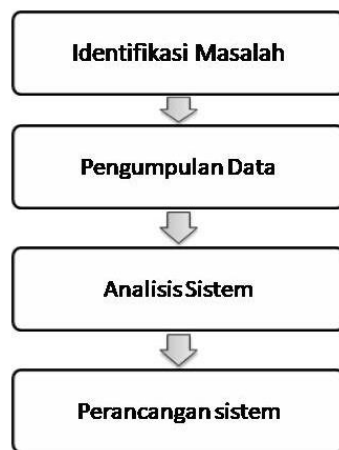 Identifikasi Masalah
Pengumpulan Data
Analisis Sistem
Perancangan sistem